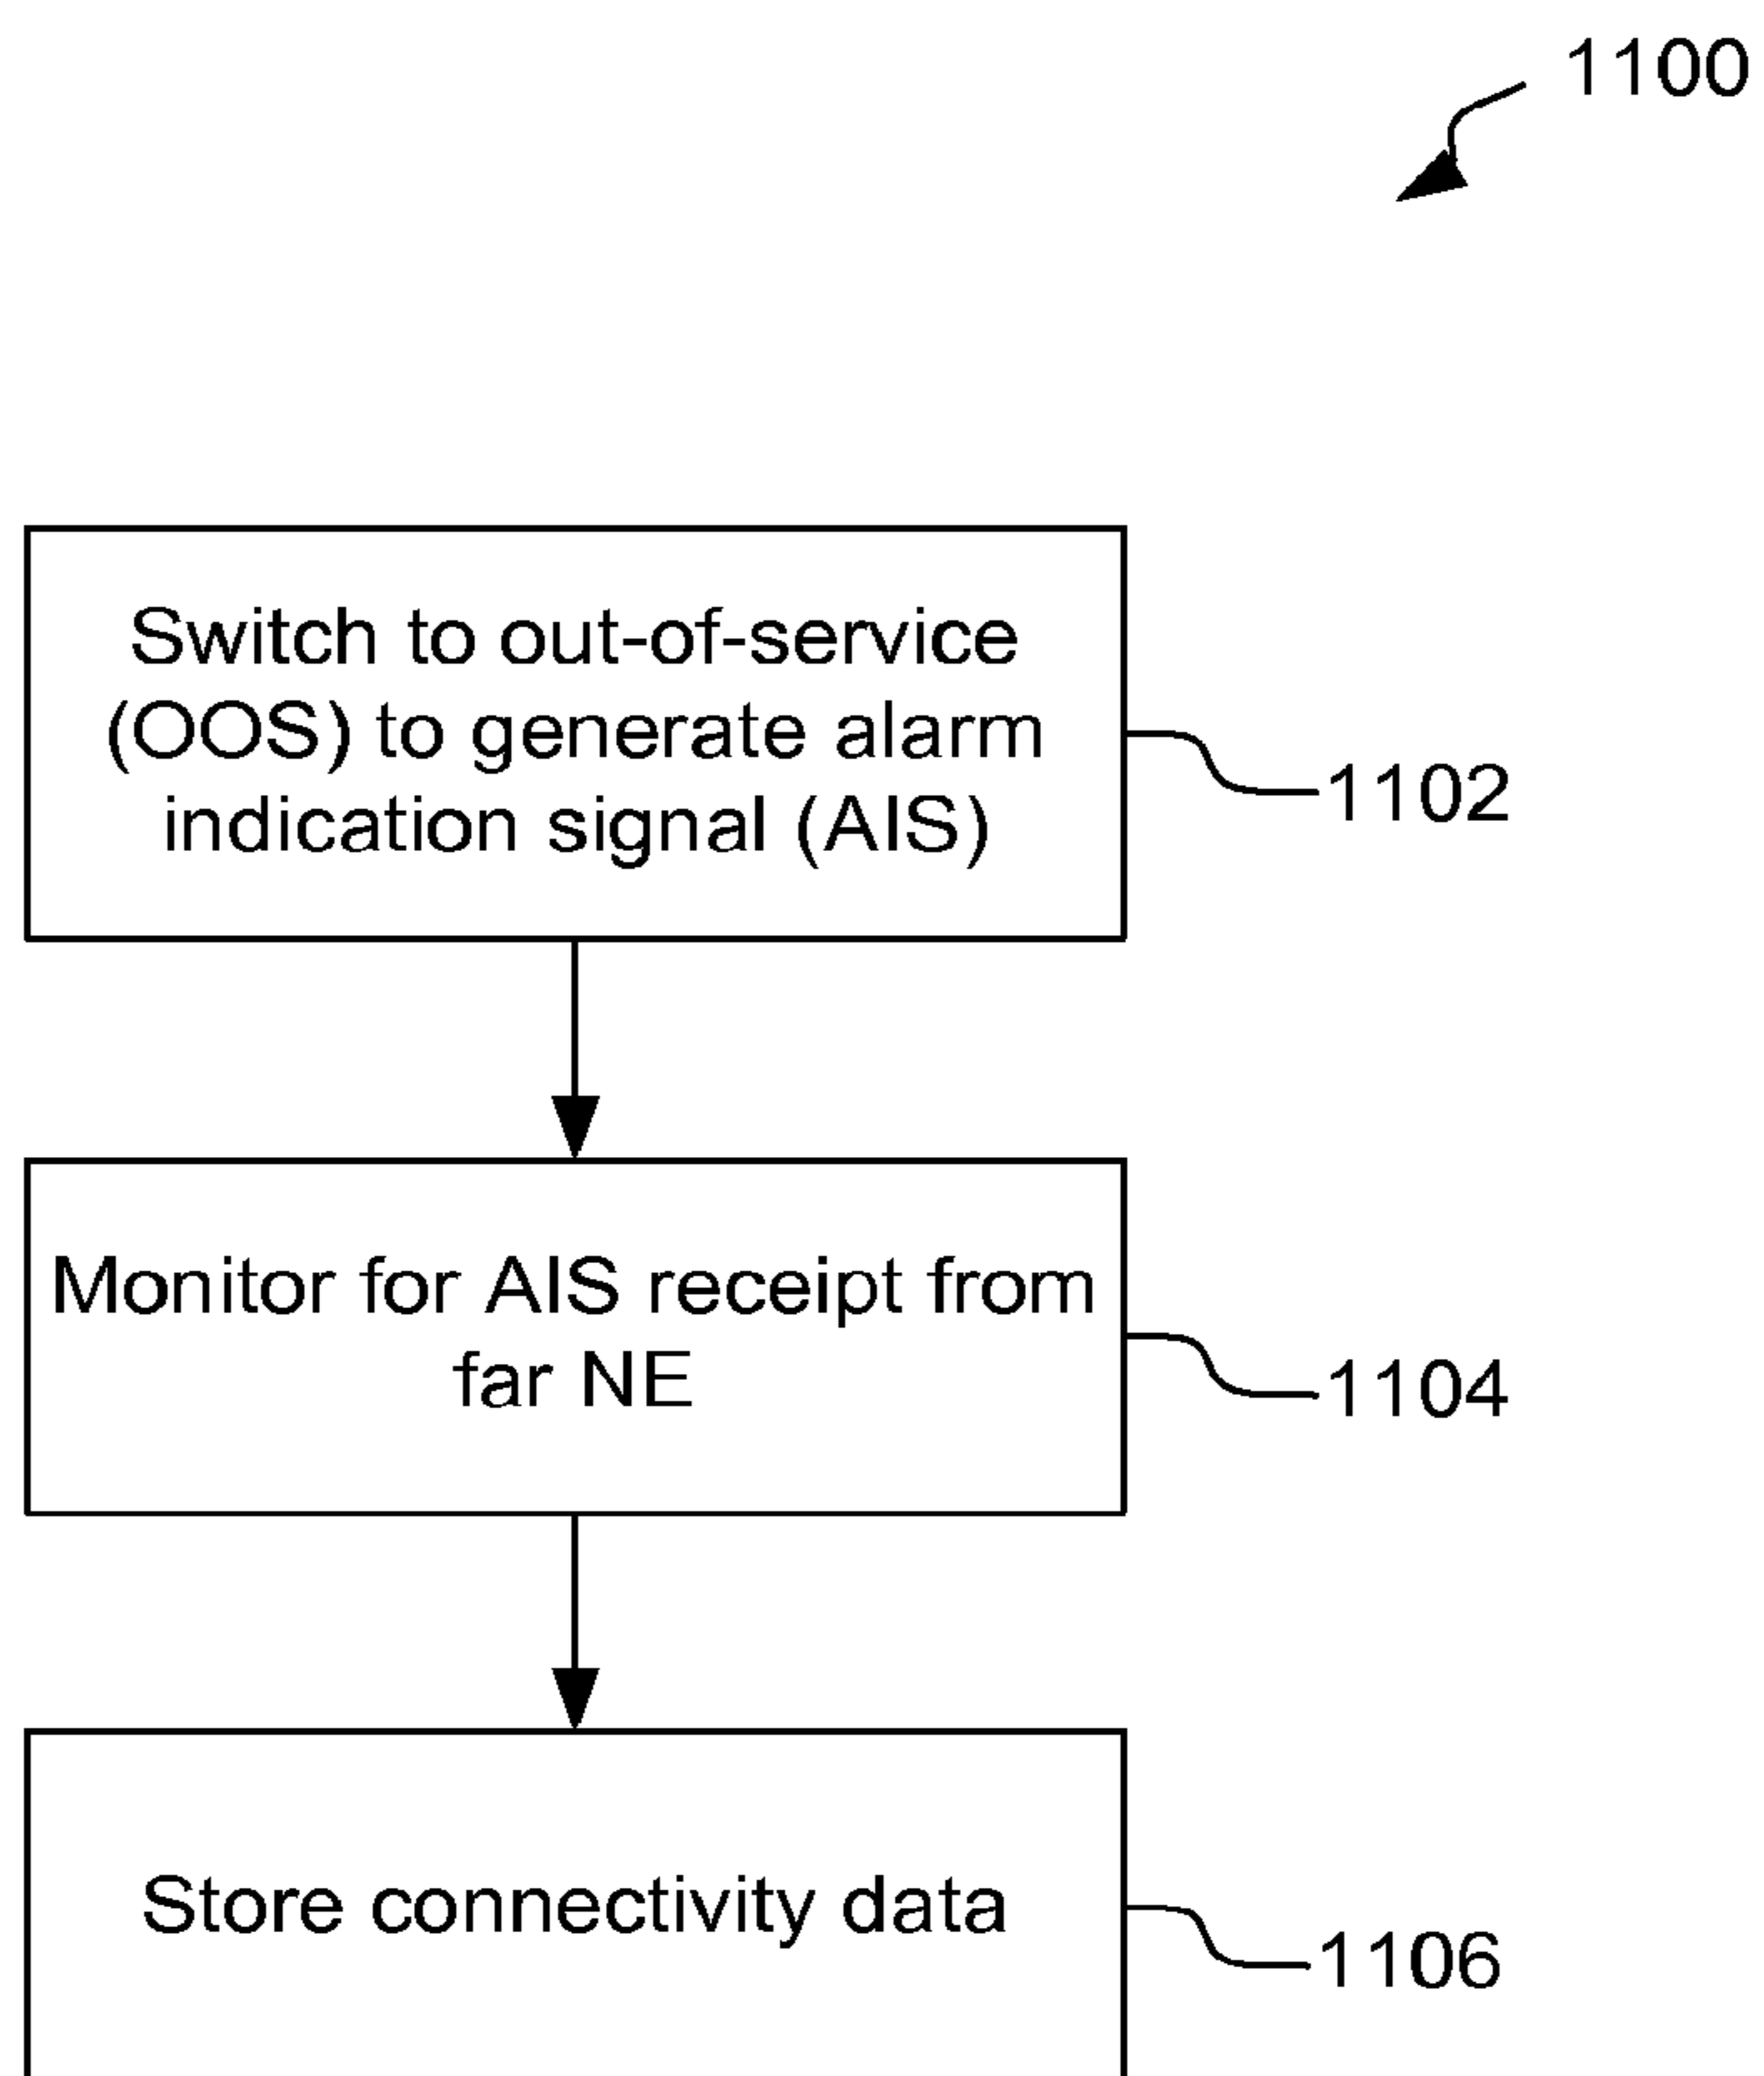 1100
Switch to out-of-service
(OOS) to generate alarm
indication signal (AIS)
1102
Monitor for AIS receipt from
far NE
1104
Store connectivity data
1106